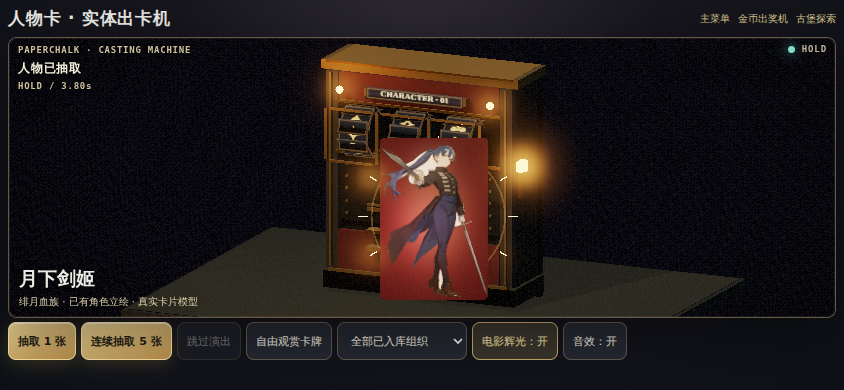 人物卡 · 实体出卡机
主菜单 金币出奖机 古堡探索
PAPERCHALK · CASTING MACHINE
HOLD
人物已抽取
HOLD / 3.80s
CHARACTER · 01
月下剑姬
绯月血族 · 已有角色立绘 · 真实卡片模型
抽取 1 张
连续抽取 5 张
跳过演出
自由观赏卡牌
全部已入库组织
电影辉光：开
音效：开